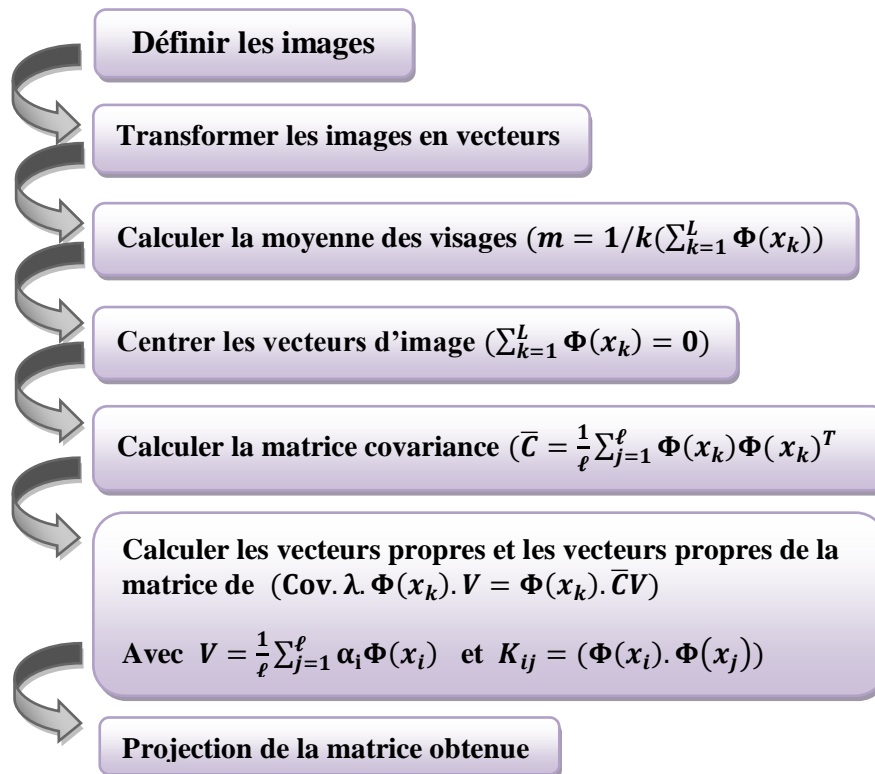 Définir les images
Transformer les images en vecteurs
Calculer la moyenne des visages (m = 1/k(∑_{k=1}^{L} Φ(x_k))
Centrer les vecteurs d’image (∑_{k=1}^{L} Φ(x_k) = 0)
Calculer la matrice covariance (C̅ = 1/ℓ ∑_{j=1}^{ℓ} Φ(x_k)Φ(x_k)^T
Calculer les vecteurs propres et les vecteurs propres de la
matrice de (Cov. λ. Φ(x_k). V = Φ(x_k). C̅V)
Avec V = 1/ℓ ∑_{j=1}^{ℓ} α_i Φ(x_i) et K_{ij} = (Φ(x_i). Φ(x_j))
Projection de la matrice obtenue